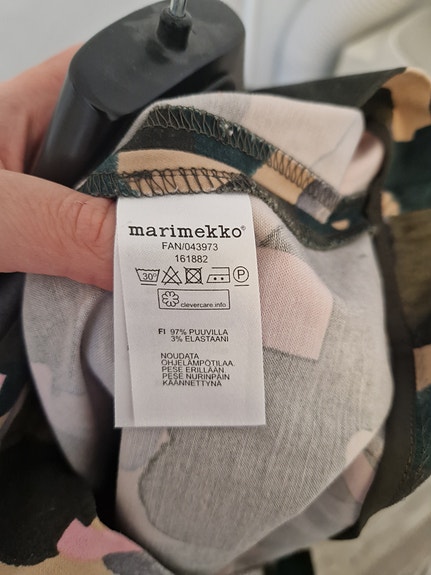 marimekko®
FAN/043973
161882
30° P
clevercare.info
FI 97% PUUVILLA
3% ELASTAANI
NOUDATA
OHJELÄMPÖTILAA.
PESE ERILLÄÄN
PESE NURINPÄIN
KÄÄNNETTYNÄ